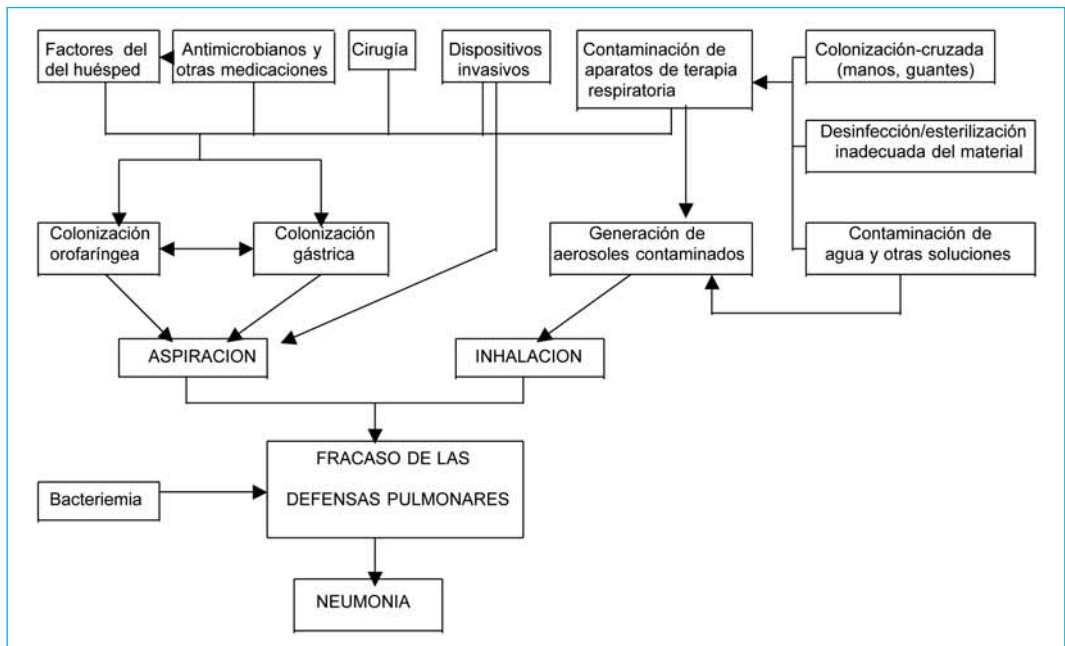 Factores del
del huésped
Antimicrobianos y
otras medicaciones
Cirugía
Dispositivos
invasivos
Contaminación de
aparatos de terapia
respiratoria
Colonización-cruzada
(manos, guantes)
Desinfección/esterilización
inadecuada del material
Colonización
orofaríngea
Colonización
gástrica
Generación de
aerosoles contaminados
Contaminación de
agua y otras soluciones
ASPIRACION
INHALACION
FRACASO DE LAS
DEFENSAS PULMONARES
Bacteriemia
NEUMONIA